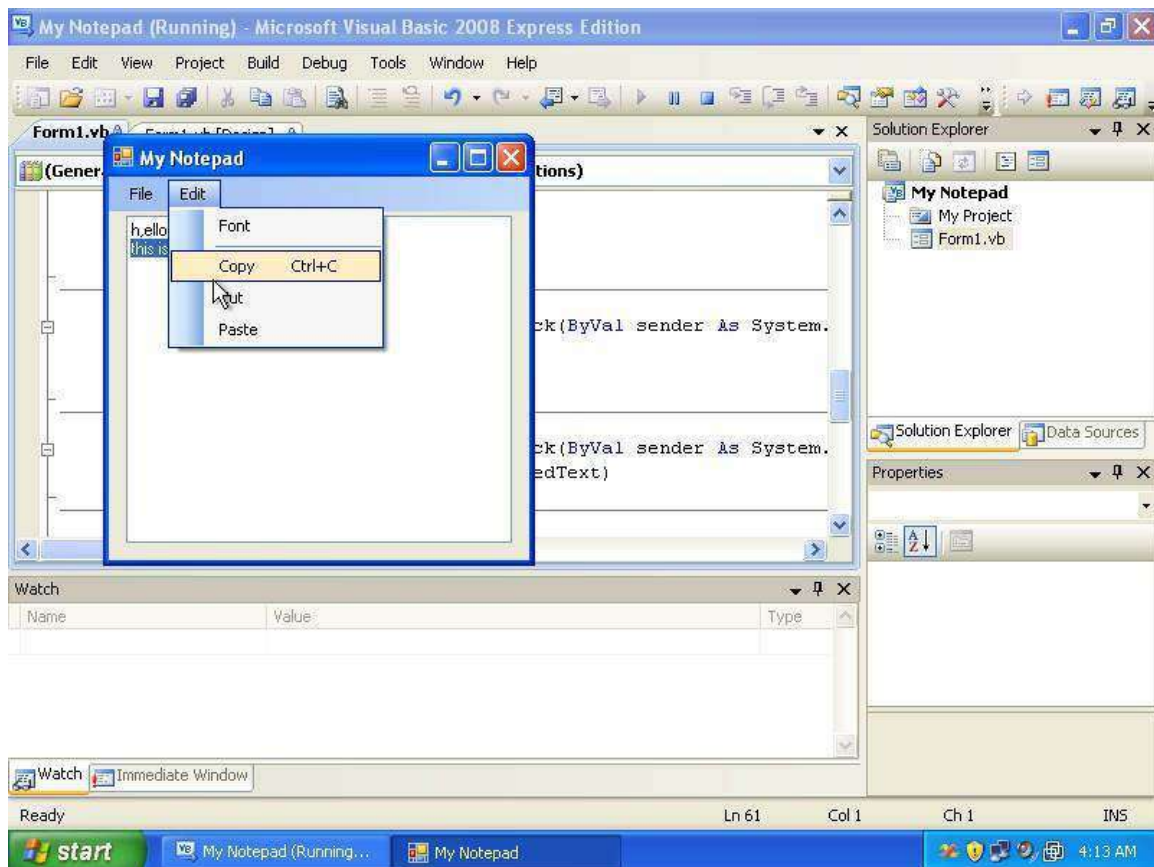 My Notepad (Running) - Microsoft Visual Basic 2008 Express Edition
File Edit View Project Build Debug Tools Window Help
Form1.vb
Solution Explorer
My Notepad
(Gener
tions)
File Edit
My Notepad
My Project
Form1.vb
h,ello
this is
Font
Copy Ctrl+C
Cut
Paste
ck(ByVal sender As System.
ck(ByVal sender As System.
edText)
Solution Explorer Data Sources
Properties
Watch
Name Value Type
Watch Immediate Window
Ready Ln 61 Col 1 Ch 1 INS
start My Notepad (Running... My Notepad 4:13 AM